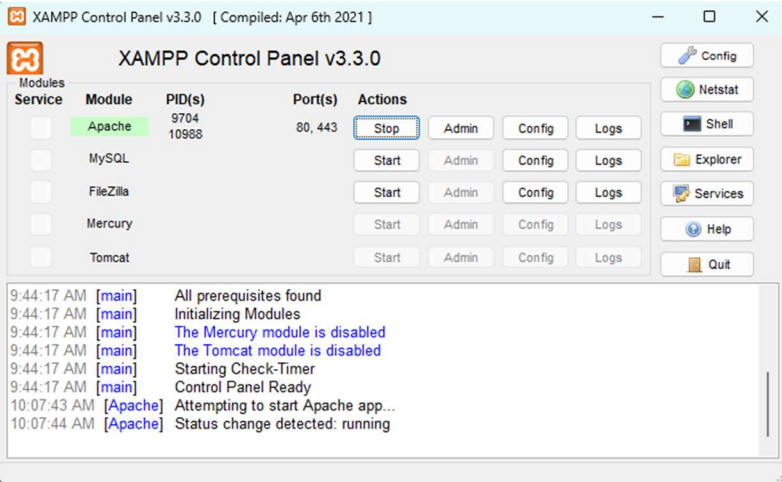 XAMPP Control Panel v3.3.0 [ Compiled: Apr 6th 2021 ]
XAMPP Control Panel v3.3.0
Config
Modules
Service Module PID(s) Port(s) Actions
Netstat
Apache 9704 10988 80, 443 Stop Admin Config Logs
Shell
MySQL Start Admin Config Logs
Explorer
FileZilla Start Admin Config Logs
Services
Mercury Start Admin Config Logs
Help
Tomcat Start Admin Config Logs
Quit
9:44:17 AM [main] All prerequisites found
9:44:17 AM [main] Initializing Modules
9:44:17 AM [main] The Mercury module is disabled
9:44:17 AM [main] The Tomcat module is disabled
9:44:17 AM [main] Starting Check-Timer
9:44:17 AM [main] Control Panel Ready
10:07:43 AM [Apache] Attempting to start Apache app...
10:07:44 AM [Apache] Status change detected: running